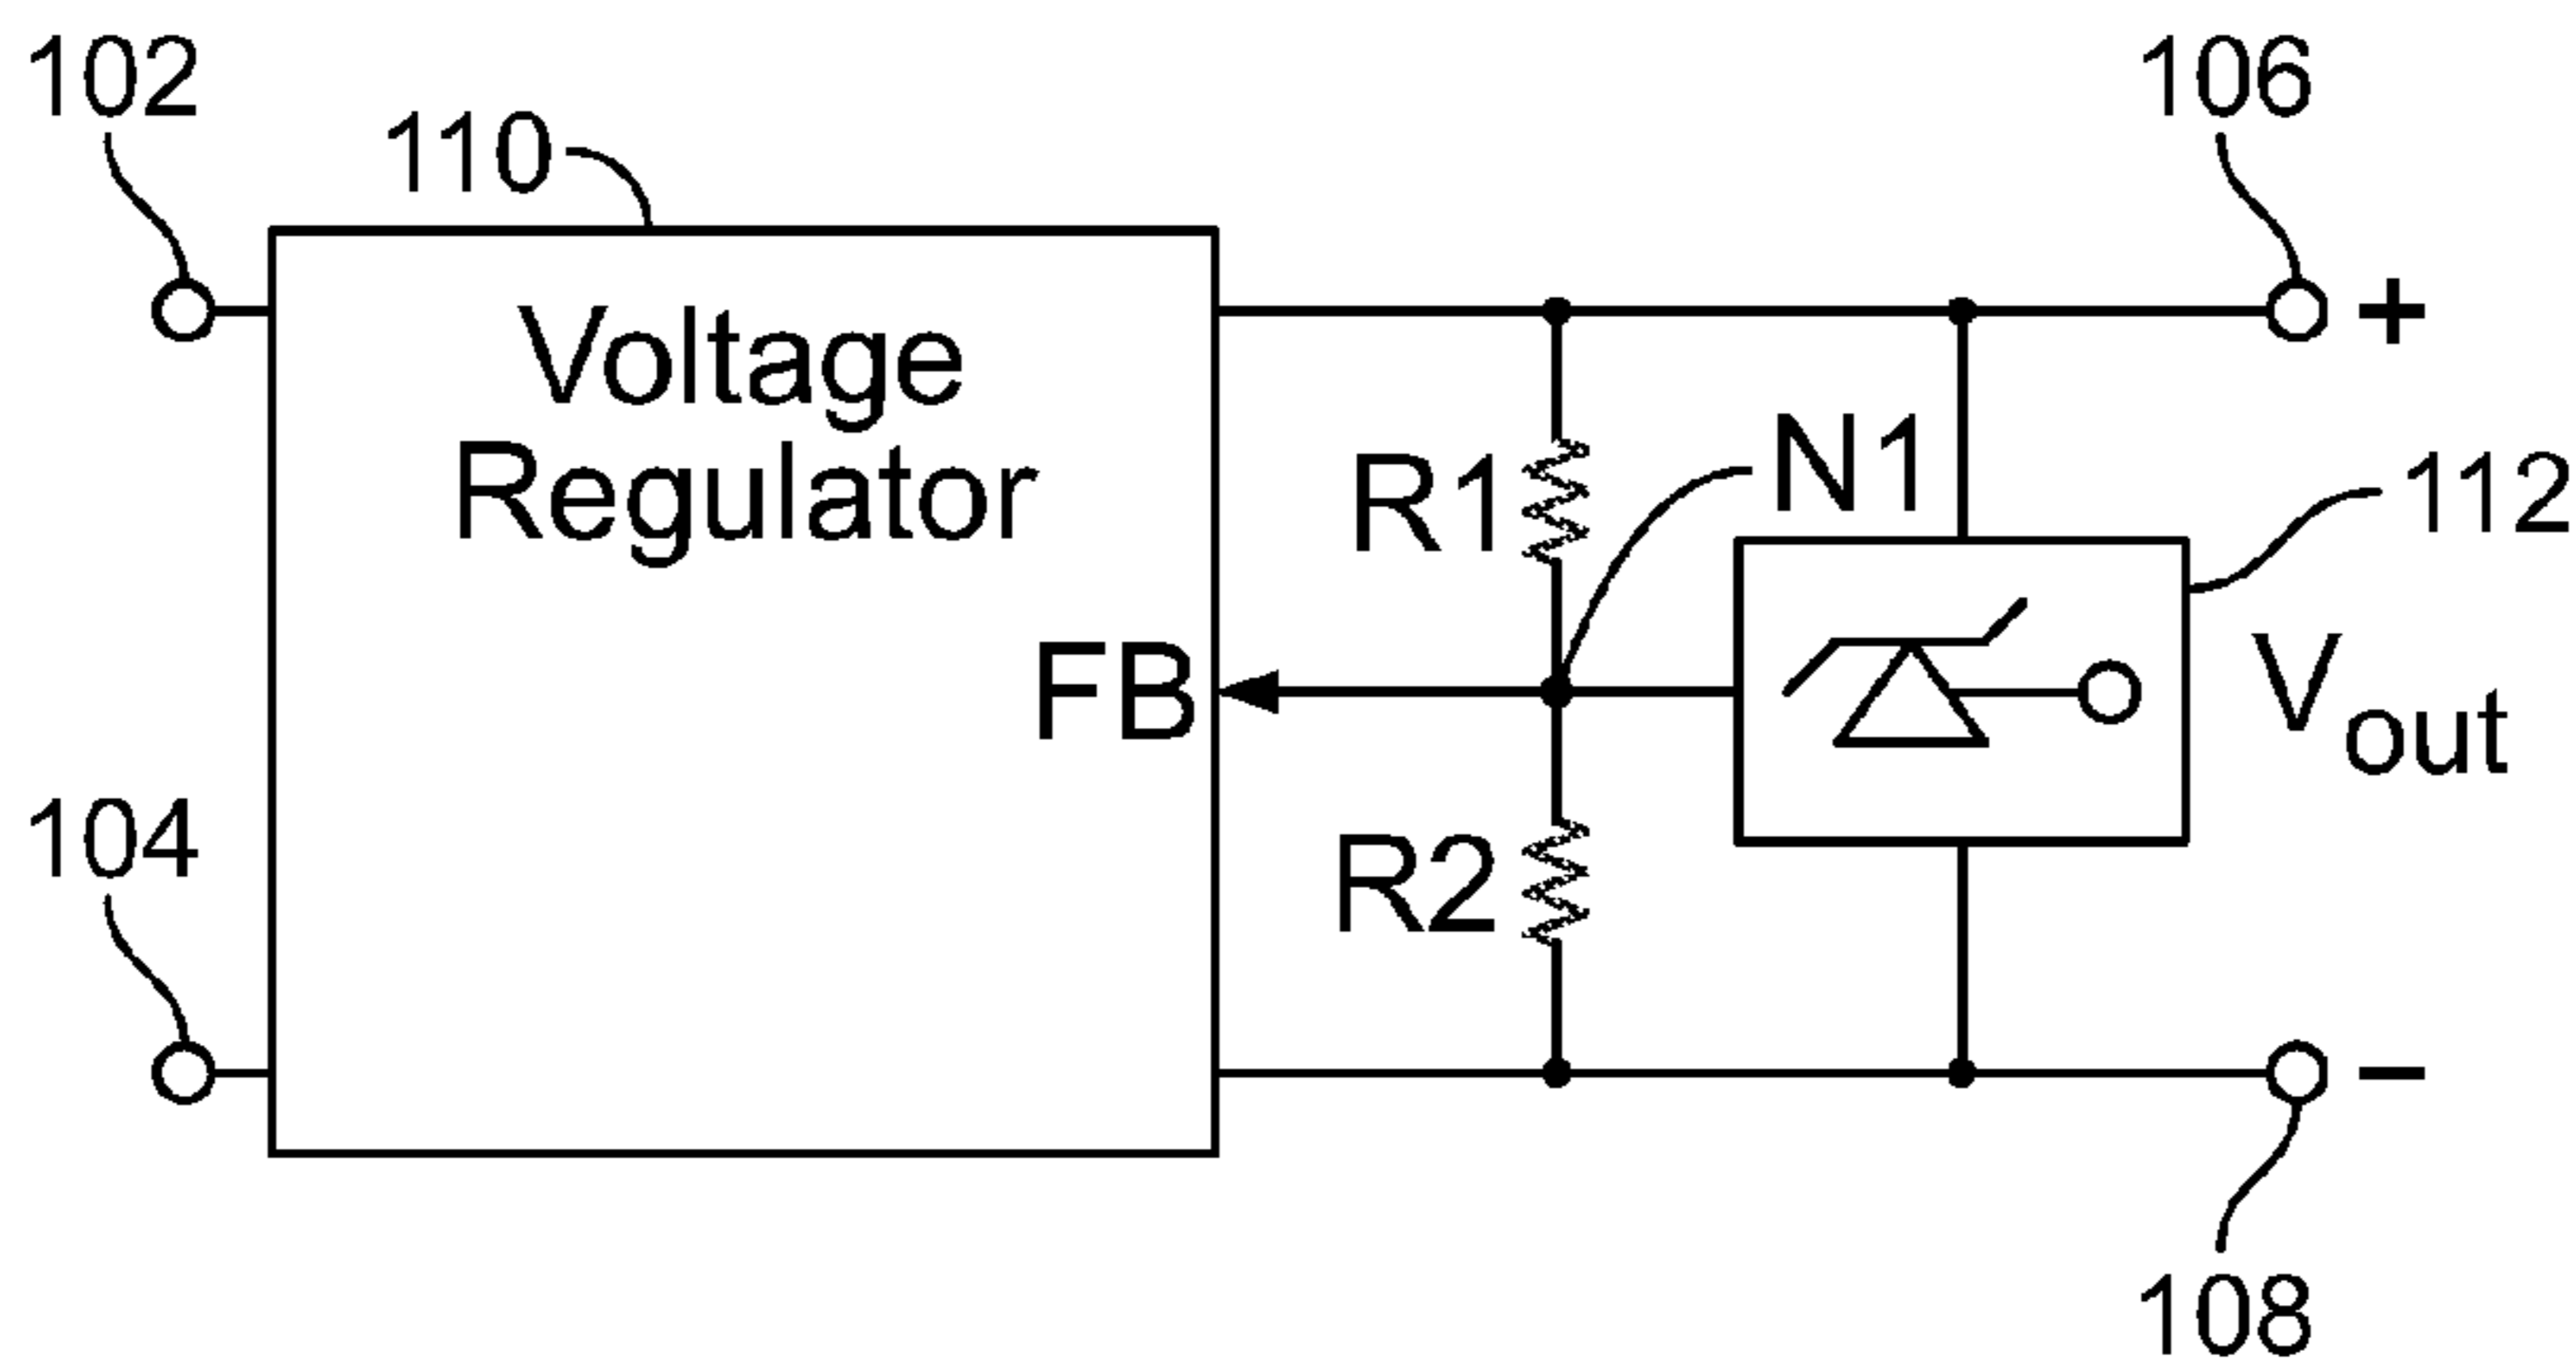 102
110
106
+
Voltage
Regulator
R1
N1
112
FB
Vout
104
R2
−
108